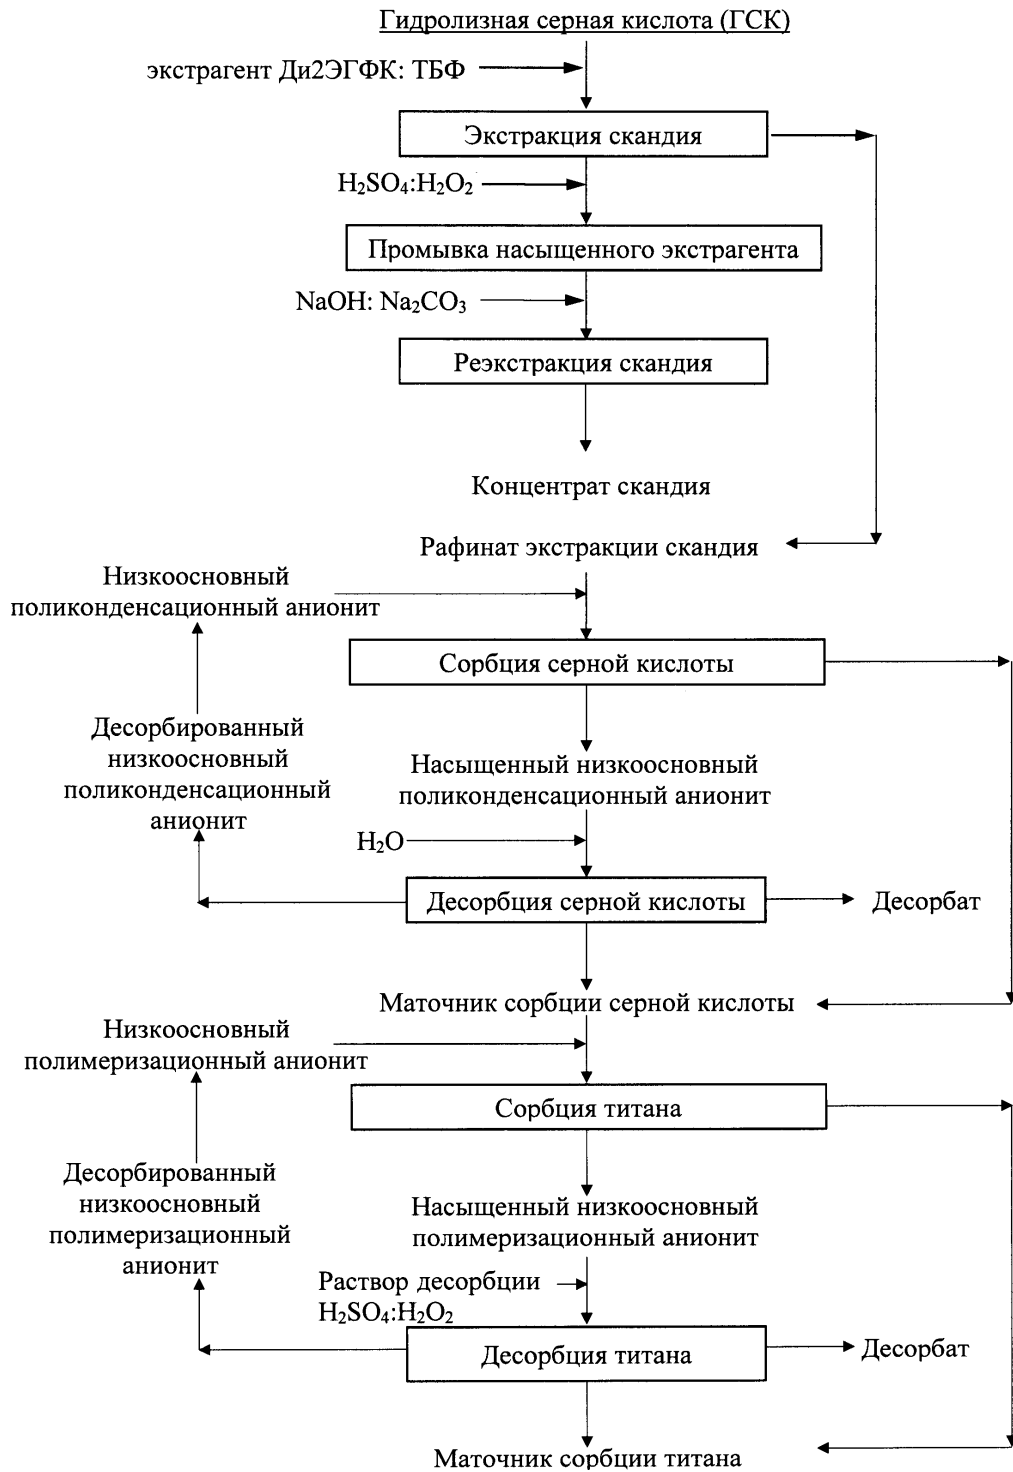 Гидролизная серная кислота (ГСК)
экстрагент Ди2ЭГФК: ТБФ
Экстракция скандия
H₂SO₄:H₂O₂
Промывка насыщенного экстрагента
NaOH: Na₂CO₃
Реэкстракция скандия
Концентрат скандия
Рафинат экстракции скандия
Низкоосновный
поликонденсационный анионит
Сорбция серной кислоты
Десорбированный
низкоосновный
поликонденсационный
анионит
Насыщенный низкоосновный
поликонденсационный анионит
H₂O
Десорбция серной кислоты
Десорбат
Маточник сорбции серной кислоты
Низкоосновный
полимеризационный анионит
Сорбция титана
Десорбированный
низкоосновный
полимеризационный
анионит
Насыщенный низкоосновный
полимеризационный анионит
Раствор десорбции
H₂SO₄:H₂O₂
Десорбция титана
Десорбат
Маточник сорбции титана